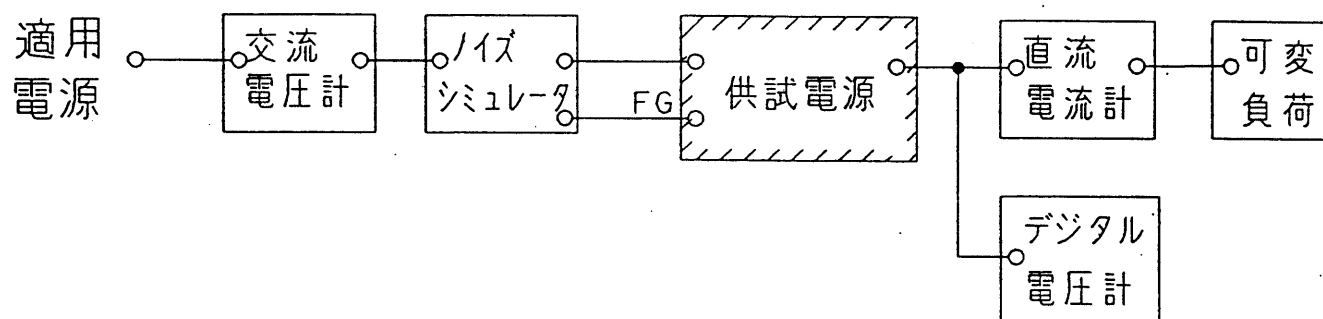 適用
電源
交流
電圧計
ノイズ
シミュレータ
FG
供試電源
直流
電流計
可変
負荷
デジタル
電圧計